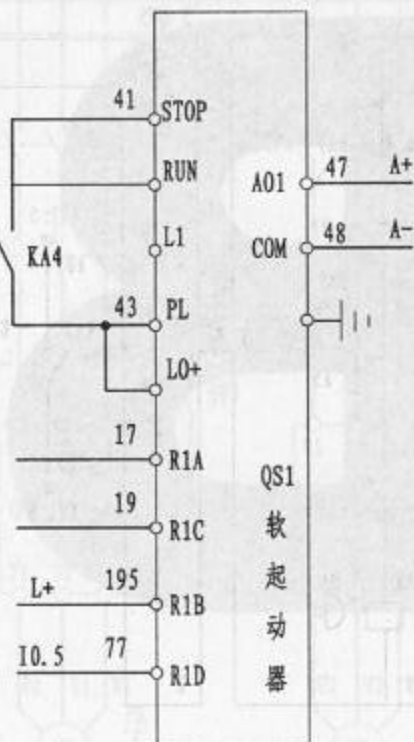 41 STOP
RUN
A01 47 A+
L1
COM 48 A-
KA4
43 PL
L0+
17
R1A
QS1
19
R1C
软
起
L+ 195
R1B
动
I0.5 77
R1D
器